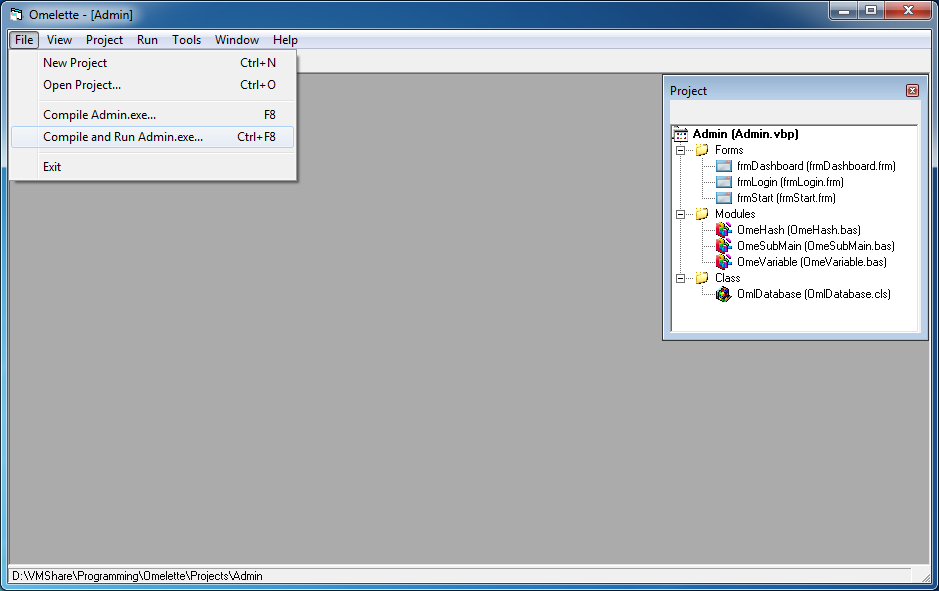 Omelette - [Admin]
File View Project Run Tools Window Help
New Project Ctrl+N
Open Project... Ctrl+O
Compile Admin.exe... F8
Compile and Run Admin.exe... Ctrl+F8
Exit
Project
Admin (Admin.vbp)
Forms
frmDashboard (frmDashboard.frm)
frmLogin (frmLogin.frm)
frmStart (frmStart.frm)
Modules
OmeHash (OmeHash.bas)
OmeSubMain (OmeSubMain.bas)
OmeVariable (OmeVariable.bas)
Class
OmlDatabase (OmlDatabase.cls)
D:\VMShare\Programming\Omelette\Projects\Admin